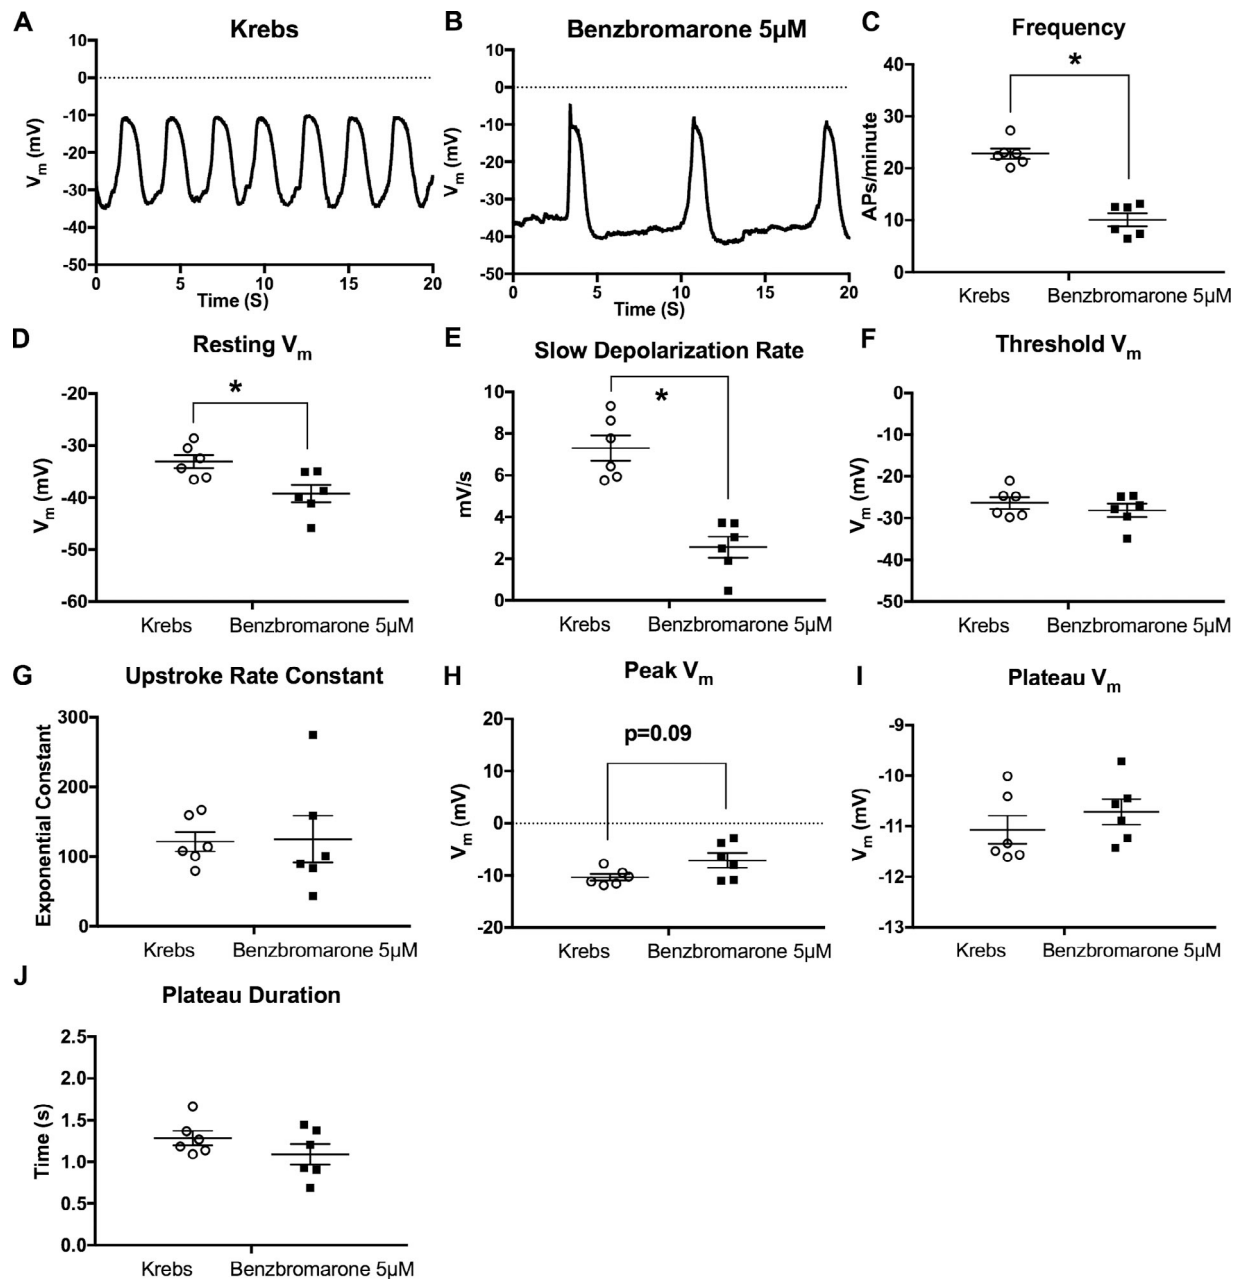 A
Krebs
10
0
-10
-20
-30
-40
-50
Vm (mV)
0
5
10
15
20
Time (S)
B
Benzbromarone 5µM
10
0
-10
-20
-30
-40
-50
Vm (mV)
0
5
10
15
20
Time (S)
C
Frequency
40
30
20
10
0
APs/minute
*
Krebs
Benzbromarone 5µM
D
Resting Vm
-20
-30
-40
-50
-60
Vm (mV)
*
Krebs
Benzbromarone 5µM
E
Slow Depolarization Rate
10
8
6
4
2
0
mV/s
*
Krebs
Benzbromarone 5µM
F
Threshold Vm
0
-10
-20
-30
-40
-50
Vm (mV)
Krebs
Benzbromarone 5µM
G
Upstroke Rate Constant
300
200
100
0
Exponential Constant
Krebs
Benzbromarone 5µM
H
Peak Vm
20
10
0
-10
-20
Vm (mV)
p=0.09
Krebs
Benzbromarone 5µM
I
Plateau Vm
-9
-10
-11
-12
-13
Vm (mV)
Krebs
Benzbromarone 5µM
J
Plateau Duration
2.5
2.0
1.5
1.0
0.5
0.0
Time (s)
Krebs
Benzbromarone 5µM